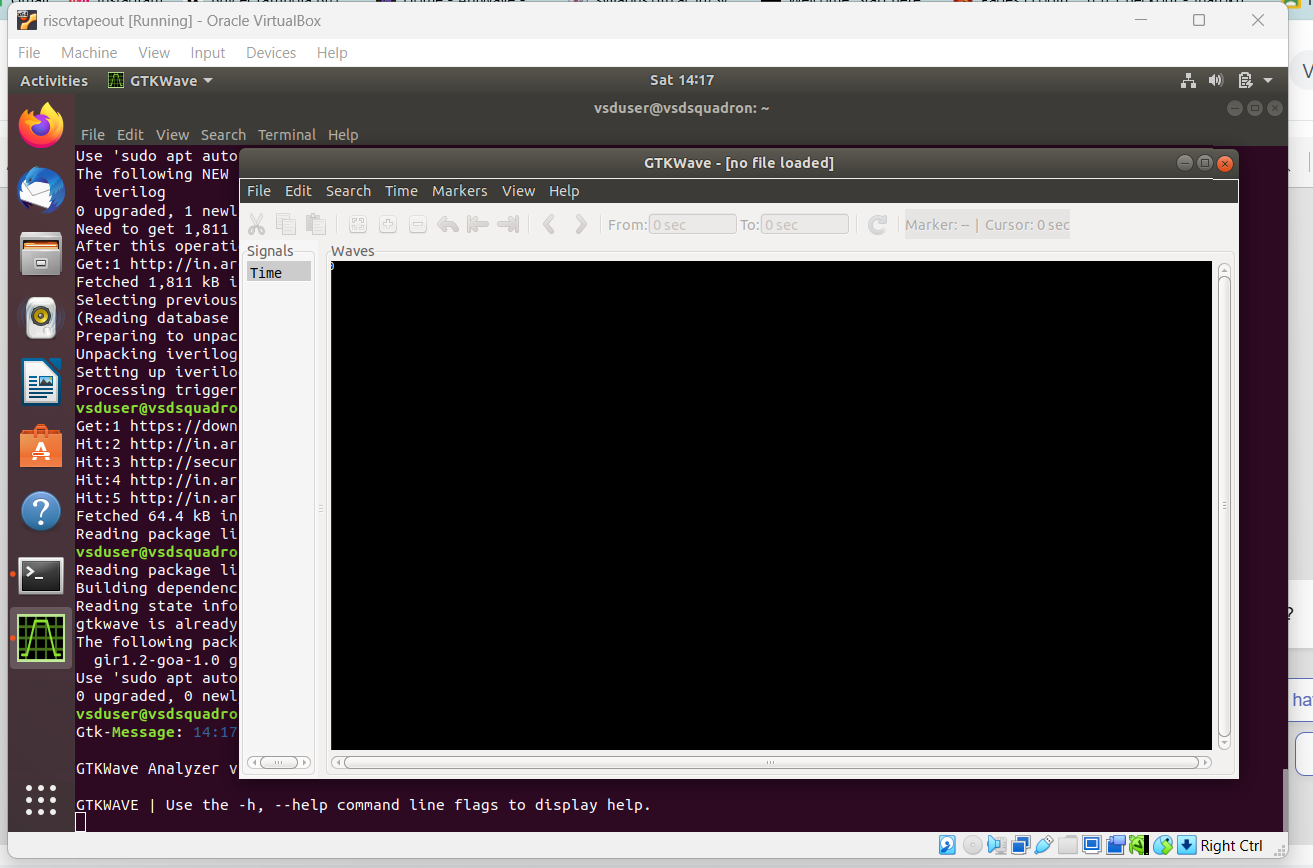 riscvtapeout [Running] - Oracle VirtualBox
File Machine View Input Devices Help
Activities GTKWave Sat 14:17
vsduser@vsdsquadron: ~
File Edit View Search Terminal Help
Use 'sudo apt auto
The following NEW
iverilog
0 upgraded, 1 newl
Need to get 1,811
After this operati
Get:1 http://in.ar
Fetched 1,811 kB i
Selecting previous
(Reading database
Preparing to unpac
Unpacking iverilog
Setting up iverilo
Processing trigger
vsduser@vsdsquadro
Get:1 https://down
Hit:2 http://in.ar
Hit:3 http://secur
Hit:4 http://in.ar
Hit:5 http://in.ar
Fetched 64.4 kB in
Reading package li
vsduser@vsdsquadro
Reading package li
Building dependenc
Reading state info
gtkwave is already
The following pack
gir1.2-goa-1.0 g
Use 'sudo apt auto
0 upgraded, 0 newl
vsduser@vsdsquadro
Gtk-Message: 14:17
GTKWave Analyzer v
GTKWAVE | Use the -h, --help command line flags to display help.
GTKWave - [no file loaded]
File Edit Search Time Markers View Help
From: 0 sec To: 0 sec Marker: -- | Cursor: 0 sec
Signals
Time
Waves
0
Right Ctrl
?
ha